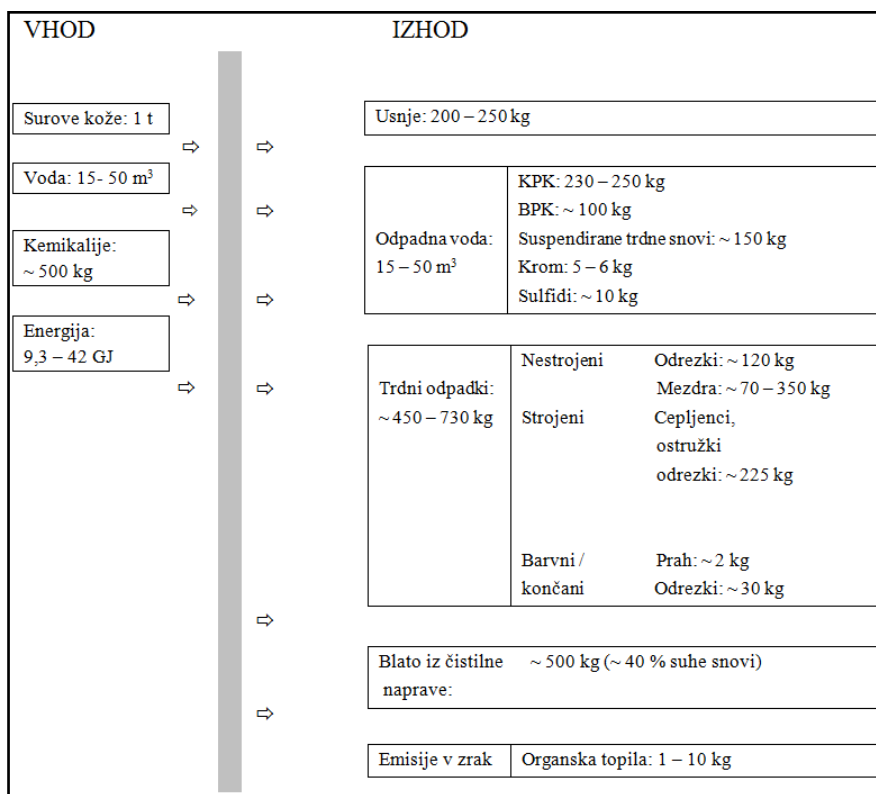 VHOD
IZHOD
Surove kože: 1 t
Usnje: 200 – 250 kg
⇨ ⇨
Voda: 15- 50 m³
⇨ ⇨
Kemikalije:
~ 500 kg
⇨ ⇨
Energija:
9,3 – 42 GJ
⇨ ⇨
Odpadna voda:
15 – 50 m³
KPK: 230 – 250 kg
BPK: ~ 100 kg
Suspendirane trdne snovi: ~ 150 kg
Krom: 5 – 6 kg
Sulfidi: ~ 10 kg
Trdni odpadki:
~ 450 – 730 kg
Nestrojeni Odrezki: ~ 120 kg
Mezdra: ~ 70 – 350 kg
Strojeni Cepljenci,
ostružki
odrezki: ~ 225 kg
Barvni / Prah: ~ 2 kg
končani Odrezki: ~ 30 kg
⇨
Blato iz čistilne ~ 500 kg (~ 40 % suhe snovi)
naprave:
⇨
Emisije v zrak Organska topila: 1 – 10 kg